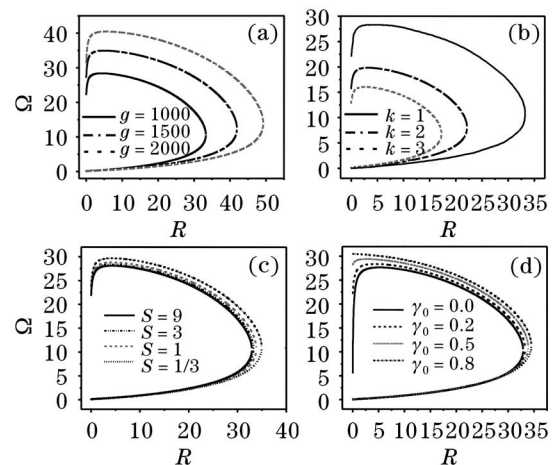 (a)
40
30
20
10
0
Ω
g = 1000
g = 1500
g = 2000
0 10 20 30 40 50
R
(b)
30
25
20
15
10
5
0
k = 1
k = 2
k = 3
0 5 10 15 20 25 30 35
R
(c)
30
25
20
15
10
5
0
Ω
S = 9
S = 3
S = 1
S = 1/3
0 10 20 30 40
R
(d)
30
25
20
15
10
5
0
γ₀ = 0.0
γ₀ = 0.2
γ₀ = 0.5
γ₀ = 0.8
0 5 10 15 20 25 30 35
R